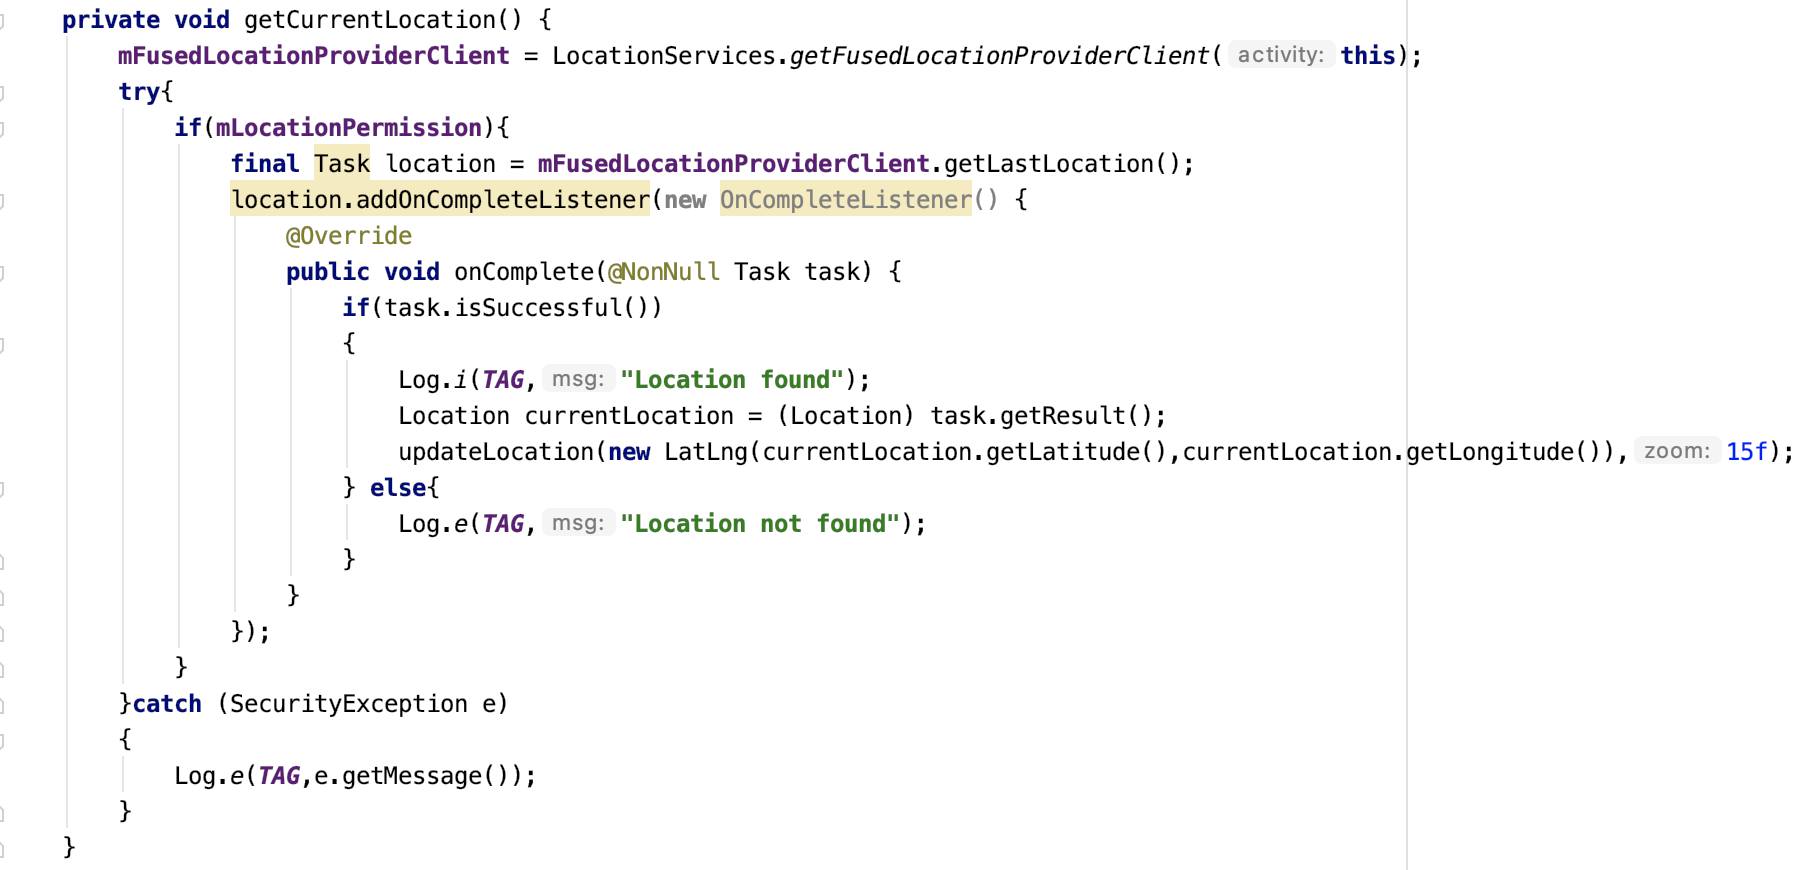 private void getCurrentLocation() {
mFusedLocationProviderClient = LocationServices.getFusedLocationProviderClient( activity: this);
try{
if(mLocationPermission){
final Task location = mFusedLocationProviderClient.getLastLocation();
location.addOnCompleteListener(new OnCompleteListener() {
@Override
public void onComplete(@NonNull Task task) {
if(task.isSuccessful())
{
Log.i(TAG, msg: "Location found");
Location currentLocation = (Location) task.getResult();
updateLocation(new LatLng(currentLocation.getLatitude(),currentLocation.getLongitude()), zoom: 15f);
} else{
Log.e(TAG, msg: "Location not found");
}
}
});
}
}catch (SecurityException e)
{
Log.e(TAG,e.getMessage());
}
}